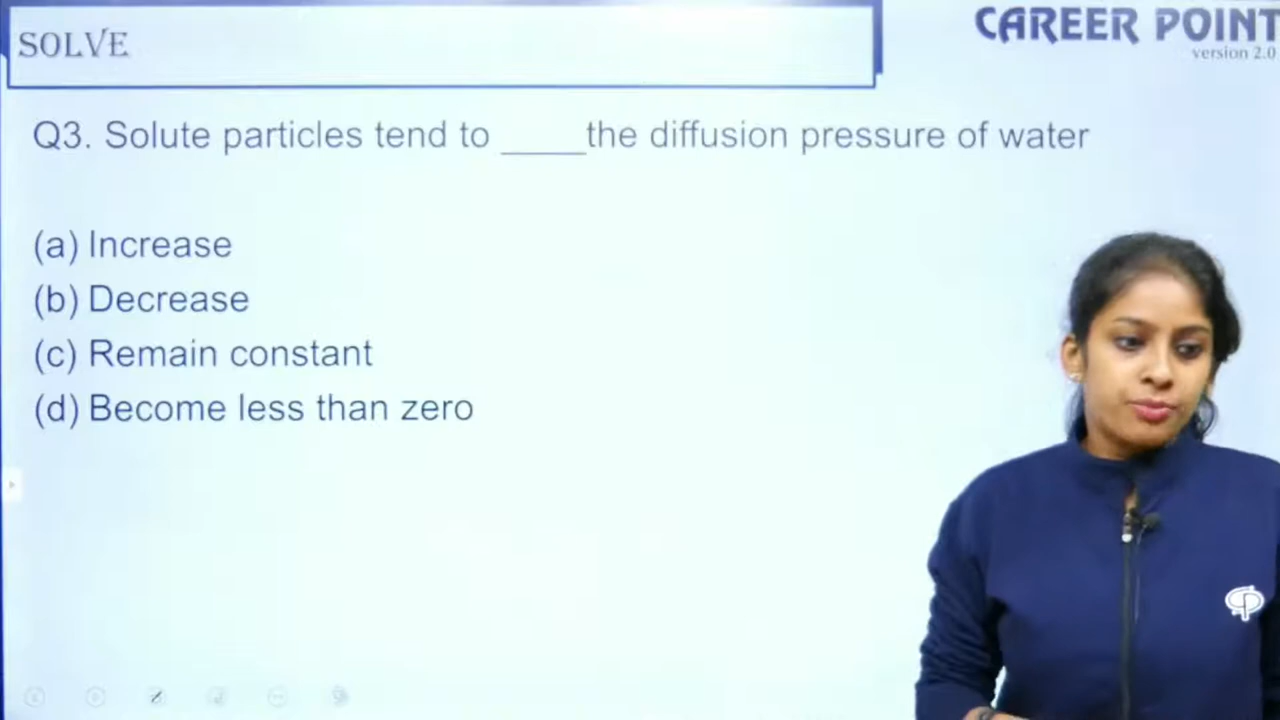 SOLVE
CAREER POINT
version 2.0
Q3. Solute particles tend to _____the diffusion pressure of water
(a) Increase
(b) Decrease
(c) Remain constant
(d) Become less than zero